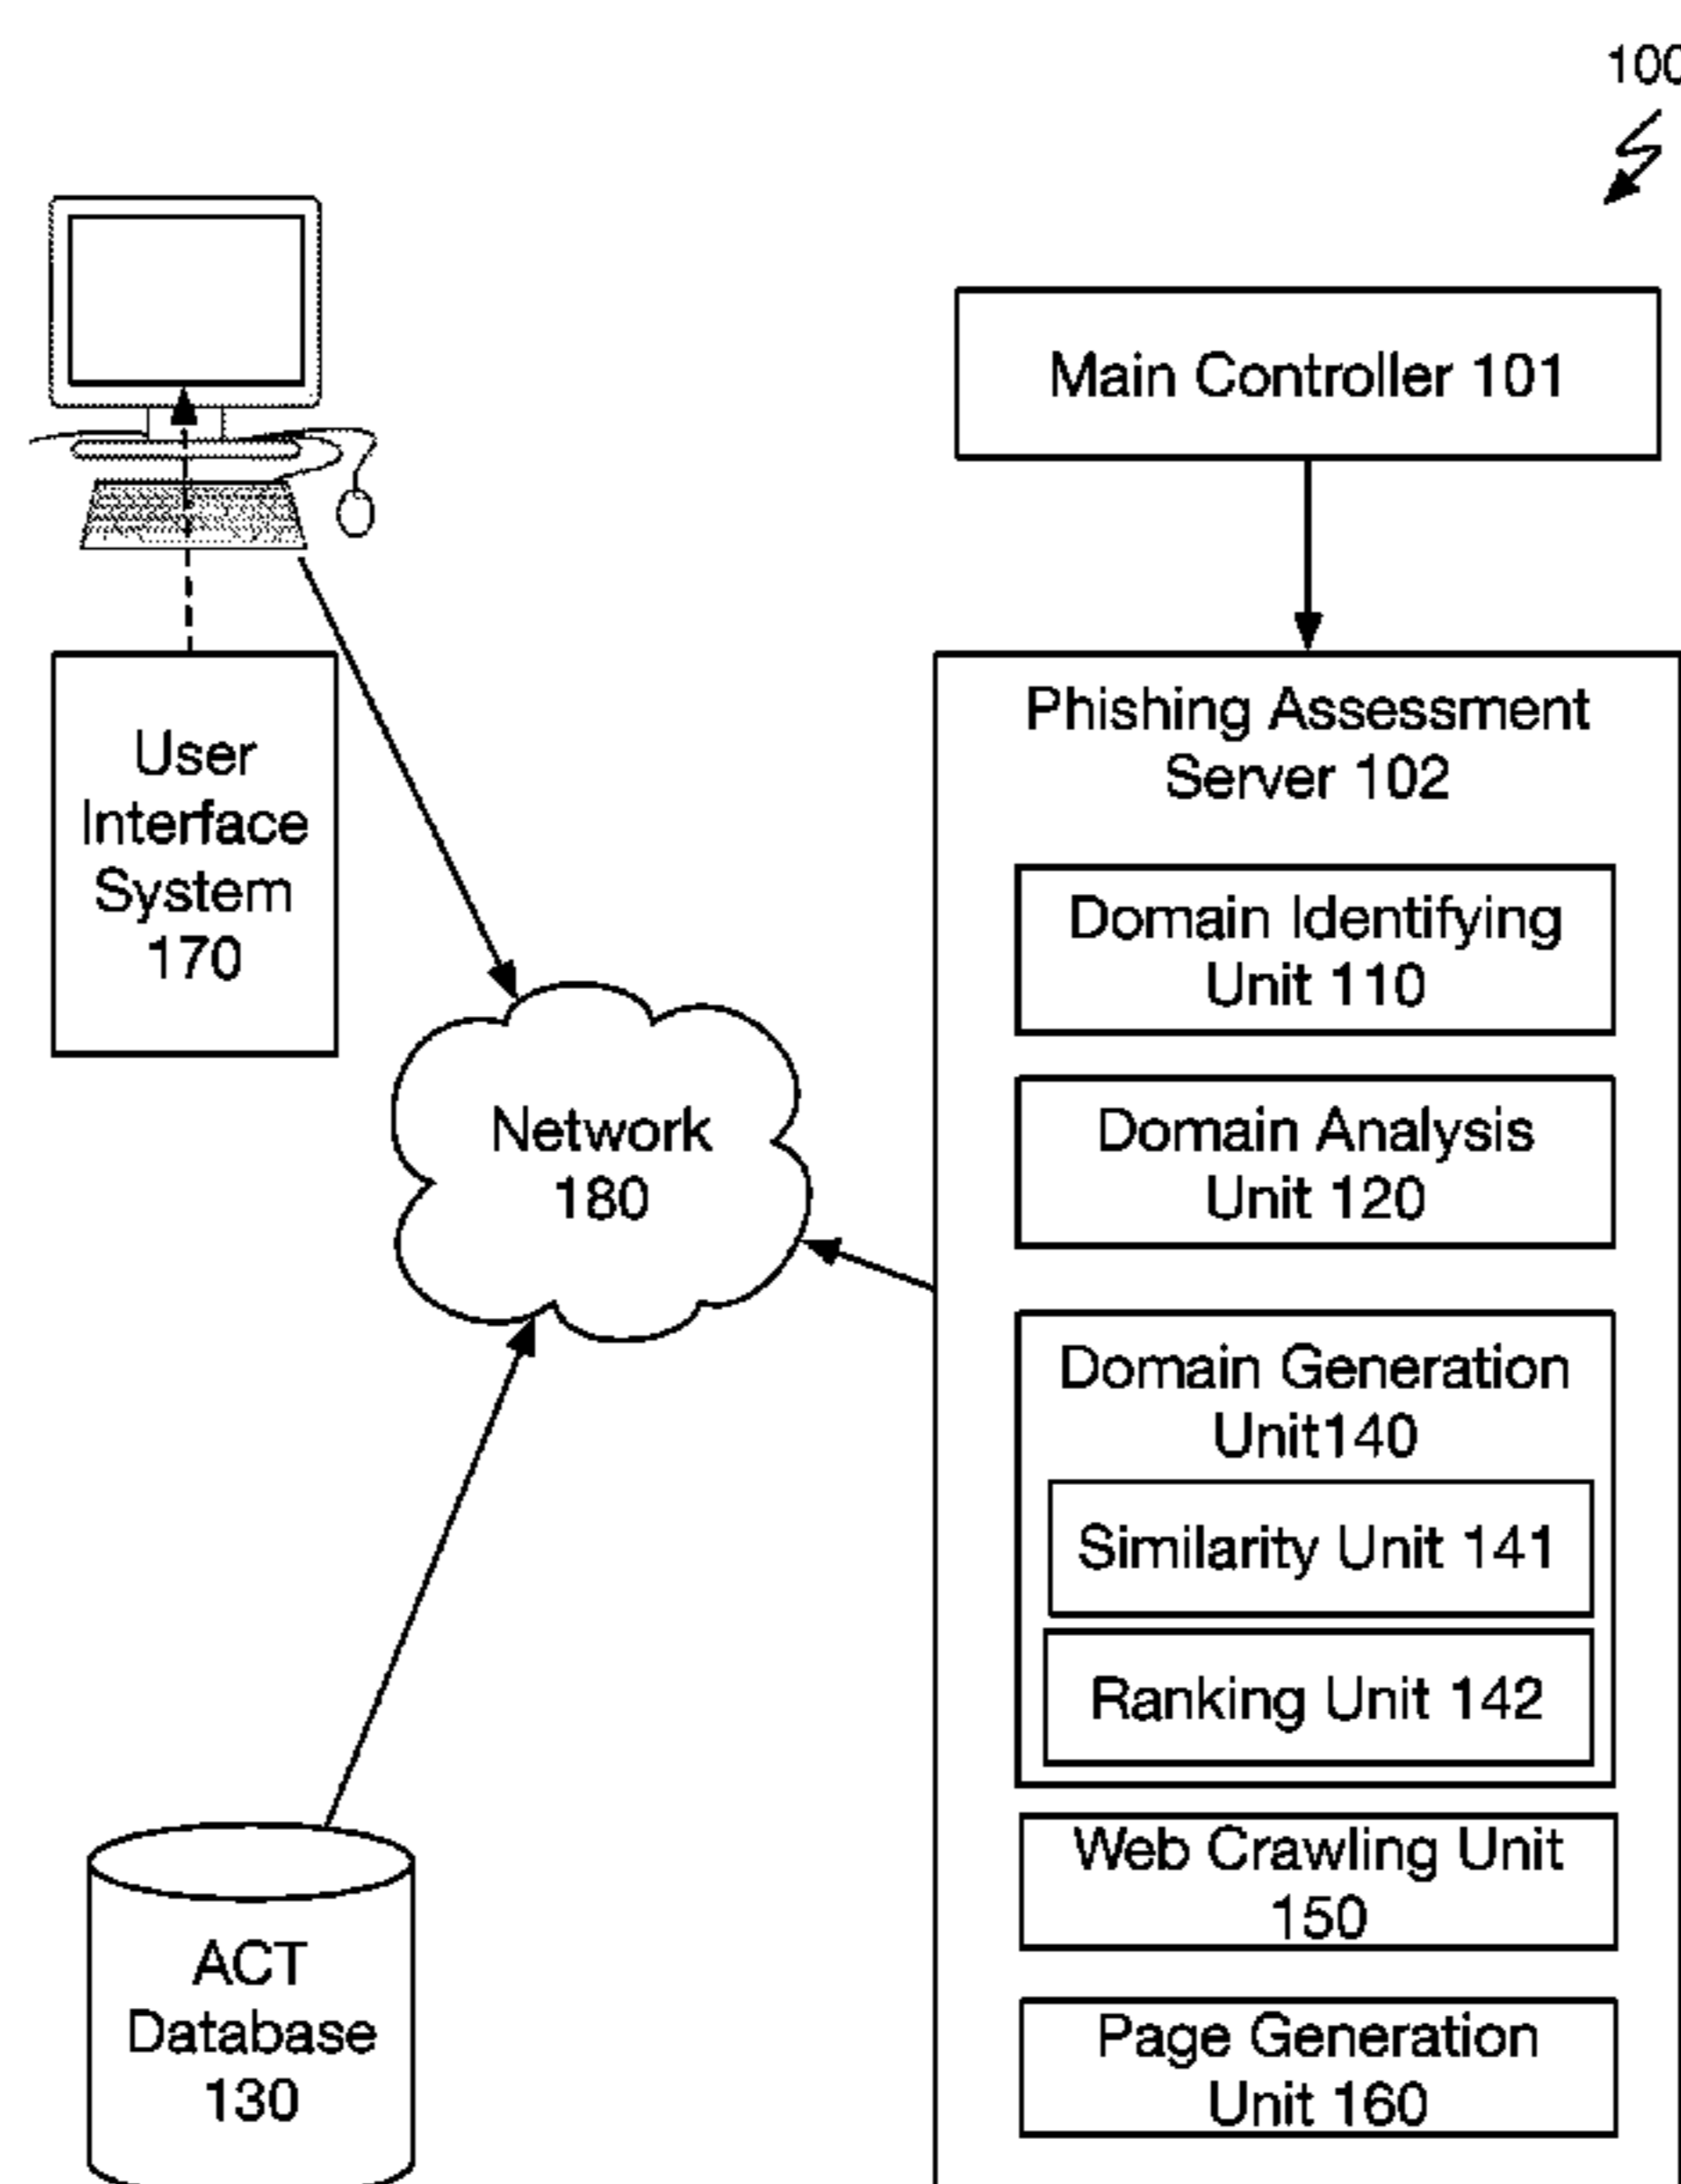 100
Main Controller 101
User
Interface
System
170
Phishing Assessment
Server 102
Domain Identifying
Unit 110
Domain Analysis
Unit 120
Network
180
Domain Generation
Unit140
Similarity Unit 141
Ranking Unit 142
Web Crawling Unit
150
Page Generation
Unit 160
ACT
Database
130